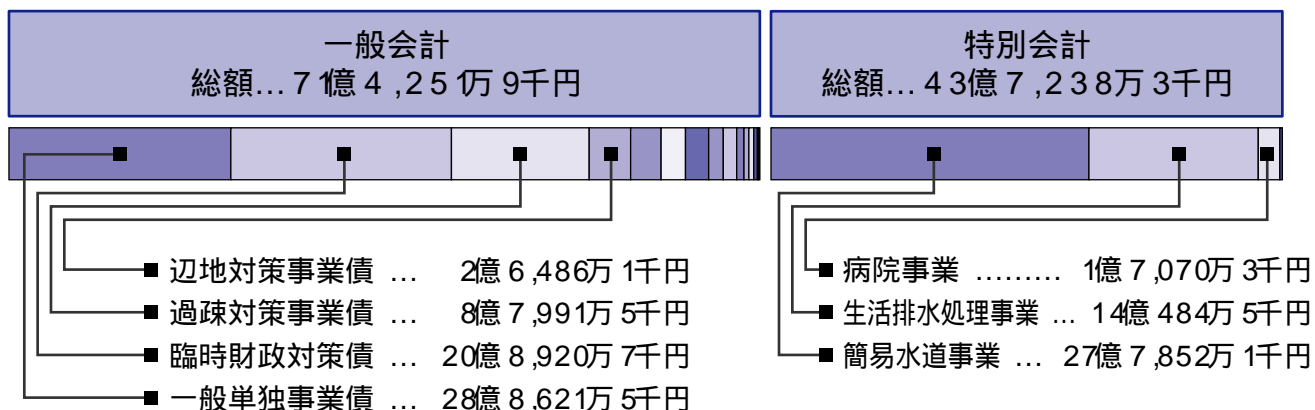 一般会計
総額…71億4,251万9千円
特別会計
総額…43億7,238万3千円
辺地対策事業債 … 2億6,486万1千円
過疎対策事業債 … 8億7,991万5千円
臨時財政対策債 … 20億8,920万7千円
一般単独事業債 … 28億8,621万5千円
病院事業 ……… 1億7,070万3千円
生活排水処理事業 … 14億484万5千円
簡易水道事業 … 27億7,852万1千円